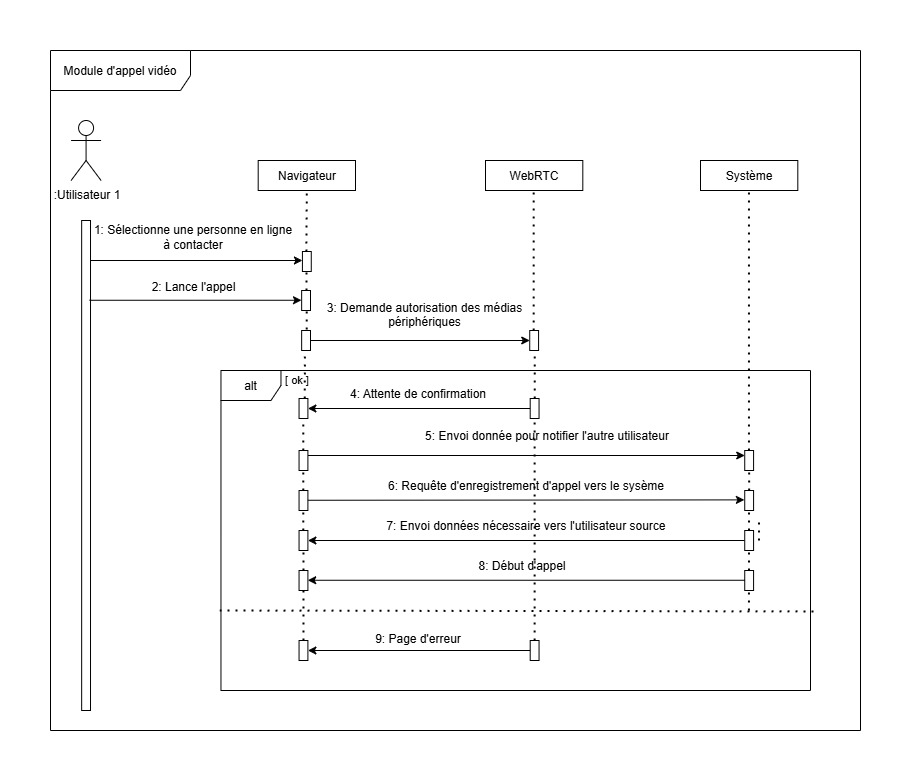 Module d'appel vidéo
:Utilisateur 1
Navigateur
WebRTC
Système
1: Sélectionne une personne en ligne
à contacter
2: Lance l'appel
3: Demande autorisation des médias
périphériques
alt
[ ok ]
4: Attente de confirmation
5: Envoi donnée pour notifier l'autre utilisateur
6: Requête d'enregistrement d'appel vers le sysème
7: Envoi données nécessaire vers l'utilisateur source
8: Début d'appel
9: Page d'erreur